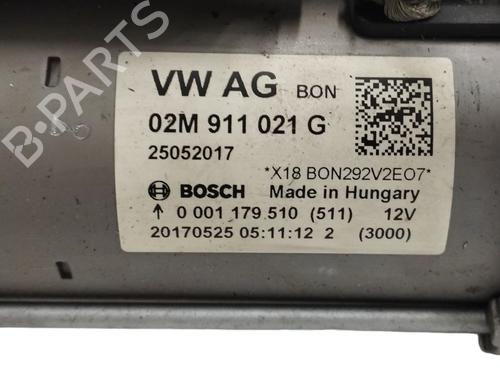 VW AG BON
02M 911 021 G
25052017
*X18 BON292V2EO7*
BOSCH Made in Hungary
↑ 0 001 179 510 (511) 12V
20170525 05:11:12 2 (3000)
B-PARTS